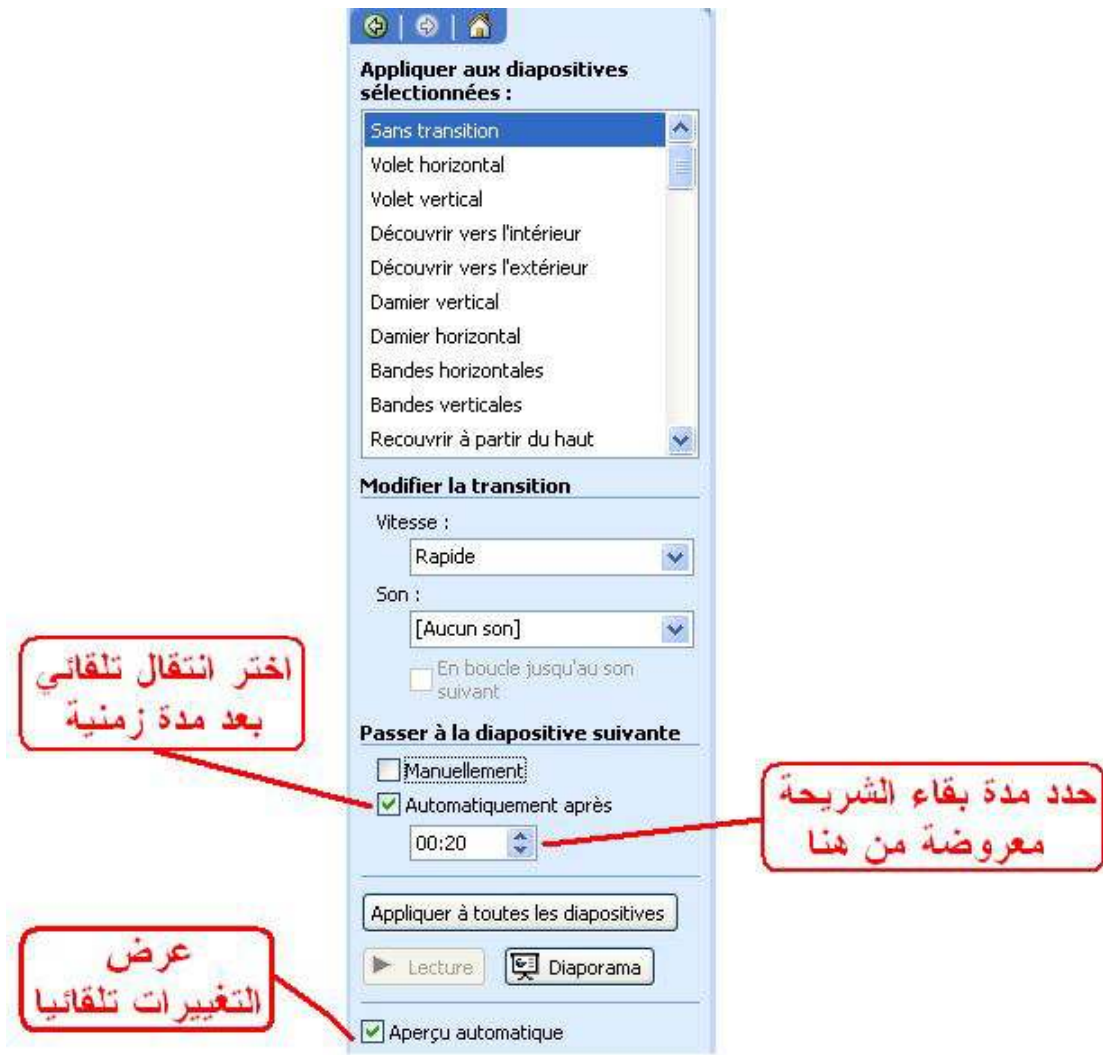 Appliquer aux diapositives
sélectionnées :
Sans transition
Volet horizontal
Volet vertical
Découvrir vers l'intérieur
Découvrir vers l'extérieur
Damier vertical
Damier horizontal
Bandes horizontales
Bandes verticales
Recouvrir à partir du haut
Modifier la transition
Vitesse :
Rapide
Son :
[Aucun son]
En boucle jusqu'au son
suivant
اختر انتقال تلقائي
بعد مدة زمنية
Passer à la diapositive suivante
Manuellement
Automatiquement après
00:20
حدد مدة بقاء الشريحة
معروضة من هنا
Appliquer à toutes les diapositives
Lecture
Diaporama
عرض
التغييرات تلقائيا
Aperçu automatique